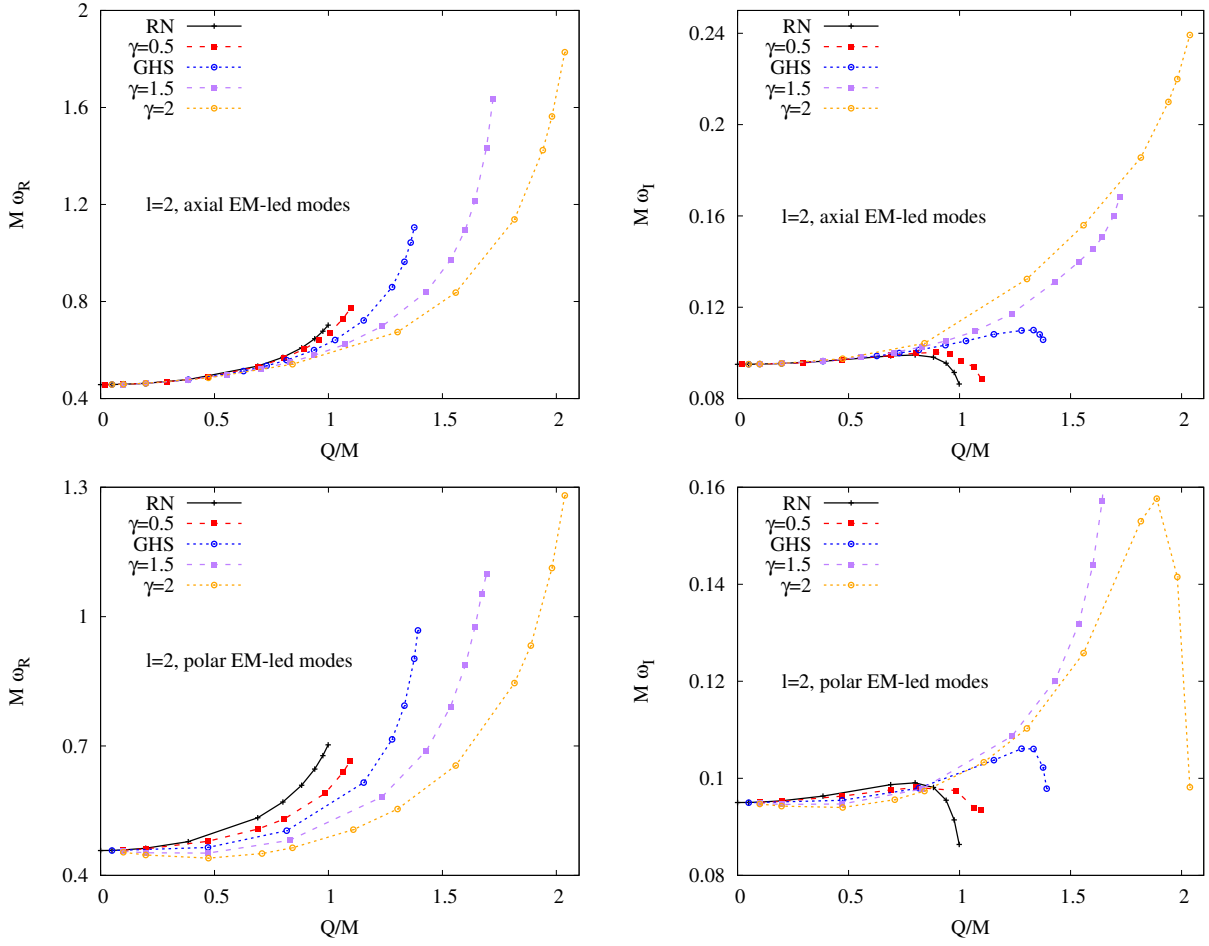 2
1.6
1.2
0.8
0.4
0
0.5
1
1.5
2
M ωR
Q/M
RN
γ=0.5
GHS
γ=1.5
γ=2
l=2, axial EM-led modes
0.24
0.2
0.16
0.12
0.08
0
0.5
1
1.5
2
M ωI
Q/M
RN
γ=0.5
GHS
γ=1.5
γ=2
l=2, axial EM-led modes
1.3
1
0.7
0.4
0
0.5
1
1.5
2
M ωR
Q/M
RN
γ=0.5
GHS
γ=1.5
γ=2
l=2, polar EM-led modes
0.16
0.14
0.12
0.1
0.08
0
0.5
1
1.5
2
M ωI
Q/M
RN
γ=0.5
GHS
γ=1.5
γ=2
l=2, polar EM-led modes